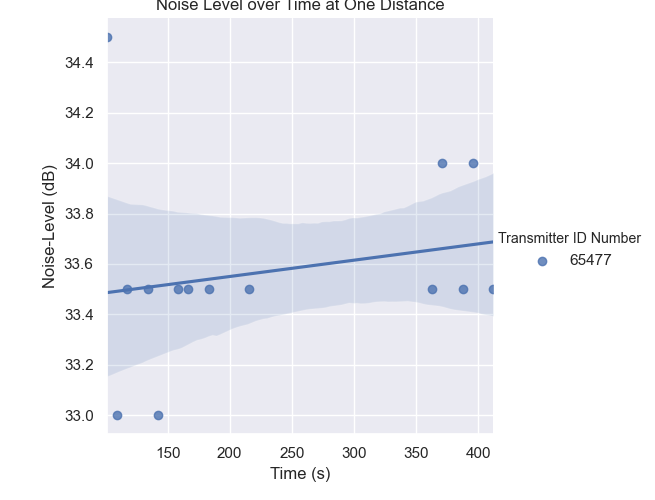 Noise Level over Time at One Distance
34.4
34.2
34.0
33.8
33.6
33.4
33.2
33.0
Noise-Level (dB)
150 200 250 300 350 400
Time (s)
Transmitter ID Number
65477